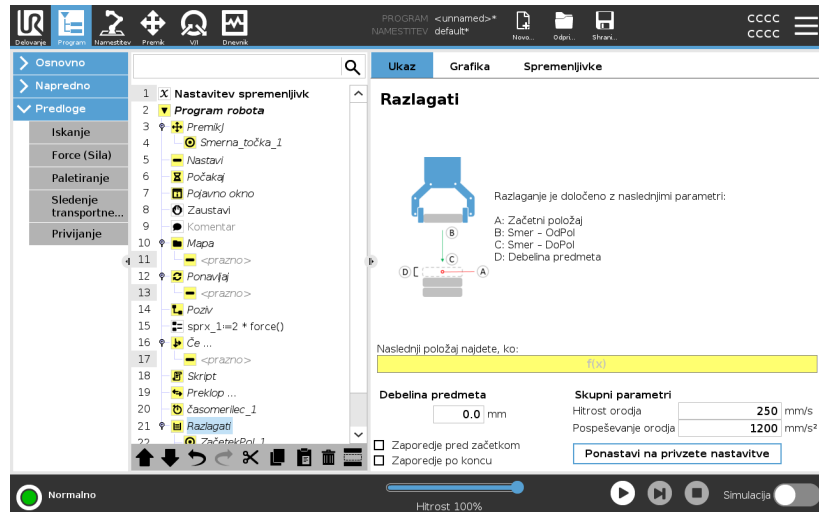 PROGRAM <unnamed>*
NAMESTITEV default*
CCCC
CCCC
Delovanje
Program
Namestitev
Premik
V/I
Dnevnik
Novo...
Odpri...
Shrani...
Osnovno
Napredno
Predloge
Iskanje
Force (Sila)
Paletiranje
Sledenje
transportne...
Privijanje
1 X Nastavitev spremenljivk
2 Program robota
3 PremikJ
4 Smerna_točka_1
5 Nastavi
6 Počakaj
7 Pojavno okno
8 Zaustavi
9 Komentar
10 Mapa
11 <prazno>
12 Ponavljaj
13 <prazno>
14 Poziv
15 sprx_1:=2 * force()
16 Če ...
17 <prazno>
18 Skript
19 Preklop ...
20 časomerilec_1
21 Razlagati
22 ZačetekPol_1
Ukaz
Grafika
Spremenljivke
Razlagati
Razlaganje je določeno z naslednjimi parametri:
A: Začetni položaj
B: Smer – OdPol
C: Smer – DoPol
D: Debelina predmeta
B
C
D
A
Naslednji položaj najdete, ko:
f(x)
Debelina predmeta
0.0 mm
Skupni parametri
Hitrost orodja 250 mm/s
Pospeševanje orodja 1200 mm/s²
Zaporedje pred začetkom
Zaporedje po koncu
Ponastavi na privzete nastavitve
Normalno
Hitrost 100%
Simulacija